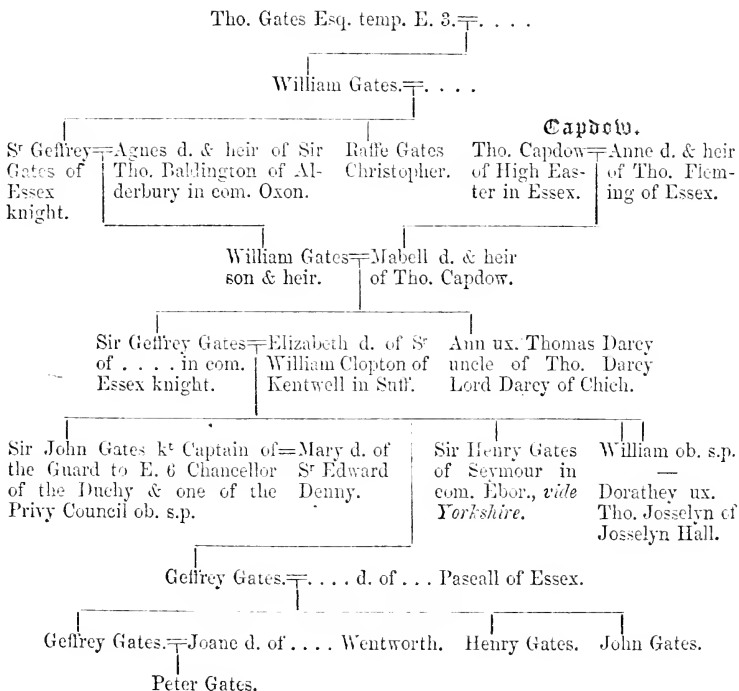 Tho. Gates Esq. temp. E. 3.=. . . .
William Gates.=. . . .
Capdow.
Sr Geffrey=Agnes d. & heir of Sir
Gates of Tho. Baldington of Al-
Essex derbury in com. Oxon.
knight.
Raffe Gates
Christopher.
Tho. Capdow=Anne d. & heir
of High Eas- of Tho. Flem-
ter in Essex. ing of Essex.
William Gates=Mabell d. & heir
son & heir. of Tho. Capdow.
Sir Geffrey Gates=Elizabeth d. of Sr
of . . . . in com. William Clopton of
Essex knight. Kentwell in Suff.
Ann ux. Thomas Darcy
uncle of Tho. Darcy
Lord Darcy of Chich.
Sir John Gates kt Captain of=Mary d. of
the Guard to E. 6 Chancellor Sr Edward
of the Duchy & one of the Denny.
Privy Council ob. s.p.
Sir Henry Gates
of Seymour in
com. Ebor., vide
Yorkshire.
William ob. s.p.
—
Dorathey ux.
Tho. Josselyn of
Josselyn Hall.
Geffrey Gates.=. . . . d. of . . . Pascall of Essex.
Geffrey Gates.=Joane d. of . . . . Wentworth.
Henry Gates.
John Gates.
Peter Gates.